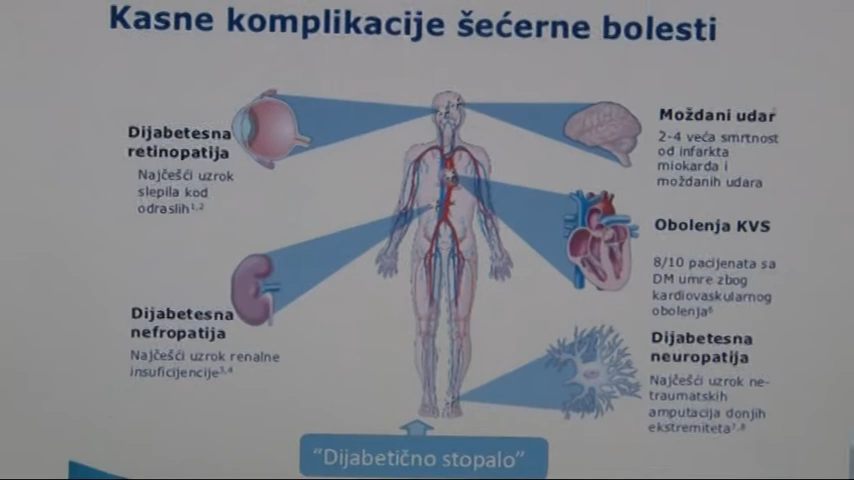 Kasne komplikacije šećerne bolesti
Dijabetesna
retinopatija
Najčešći uzrok
slepila kod
odraslih1,2
Dijabetesna
nefropatija
Najčešći uzrok renalne
insuficijencije3,4
Moždani udar
2-4 veća smrtnost
od infarkta
miokarda i
moždanih udara
Obolenja KVS
8/10 pacijenata sa
DM umre zbog
kardiovaskularnog
obolenja6
Dijabetesna
neuropatija
Najčešći uzrok ne-
traumatskih
amputacija donjih
ekstremiteta7,8
"Dijabetično stopalo"